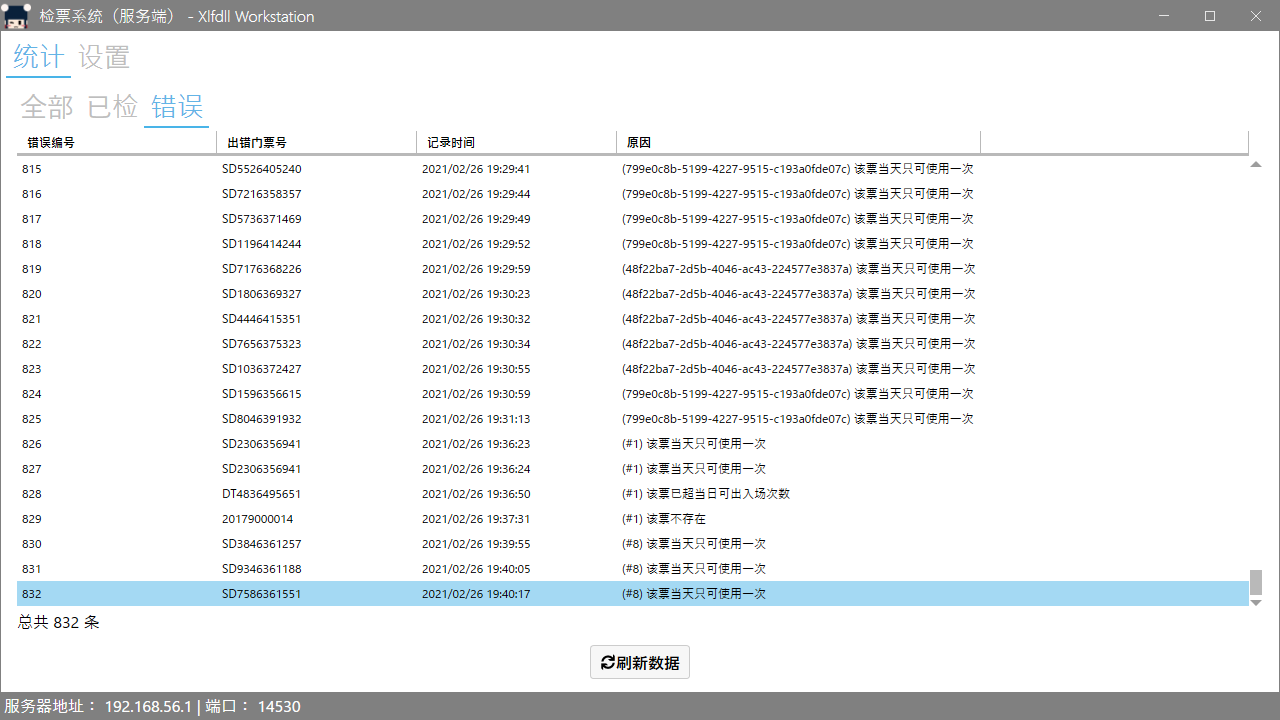 检票系统（服务端） - Xlfdll Workstation
统计 设置
全部 已检 错误
错误编号 出错门票号 记录时间 原因
815 SD5526405240 2021/02/26 19:29:41 (799e0c8b-5199-4227-9515-c193a0fde07c) 该票当天只可使用一次
816 SD7216358357 2021/02/26 19:29:44 (799e0c8b-5199-4227-9515-c193a0fde07c) 该票当天只可使用一次
817 SD5736371469 2021/02/26 19:29:49 (799e0c8b-5199-4227-9515-c193a0fde07c) 该票当天只可使用一次
818 SD1196414244 2021/02/26 19:29:52 (799e0c8b-5199-4227-9515-c193a0fde07c) 该票当天只可使用一次
819 SD7176368226 2021/02/26 19:29:59 (48f22ba7-2d5b-4046-ac43-224577e3837a) 该票当天只可使用一次
820 SD1806369327 2021/02/26 19:30:23 (48f22ba7-2d5b-4046-ac43-224577e3837a) 该票当天只可使用一次
821 SD4446415351 2021/02/26 19:30:32 (48f22ba7-2d5b-4046-ac43-224577e3837a) 该票当天只可使用一次
822 SD7656375323 2021/02/26 19:30:34 (48f22ba7-2d5b-4046-ac43-224577e3837a) 该票当天只可使用一次
823 SD1036372427 2021/02/26 19:30:55 (48f22ba7-2d5b-4046-ac43-224577e3837a) 该票当天只可使用一次
824 SD1596356615 2021/02/26 19:30:59 (799e0c8b-5199-4227-9515-c193a0fde07c) 该票当天只可使用一次
825 SD8046391932 2021/02/26 19:31:13 (799e0c8b-5199-4227-9515-c193a0fde07c) 该票当天只可使用一次
826 SD2306356941 2021/02/26 19:36:23 (#1) 该票当天只可使用一次
827 SD2306356941 2021/02/26 19:36:24 (#1) 该票当天只可使用一次
828 DT4836495651 2021/02/26 19:36:50 (#1) 该票已超当日可出入场次数
829 20179000014 2021/02/26 19:37:31 (#1) 该票不存在
830 SD3846361257 2021/02/26 19:39:55 (#8) 该票当天只可使用一次
831 SD9346361188 2021/02/26 19:40:05 (#8) 该票当天只可使用一次
832 SD7586361551 2021/02/26 19:40:17 (#8) 该票当天只可使用一次
总共 832 条
刷新数据
服务器地址： 192.168.56.1 | 端口： 14530